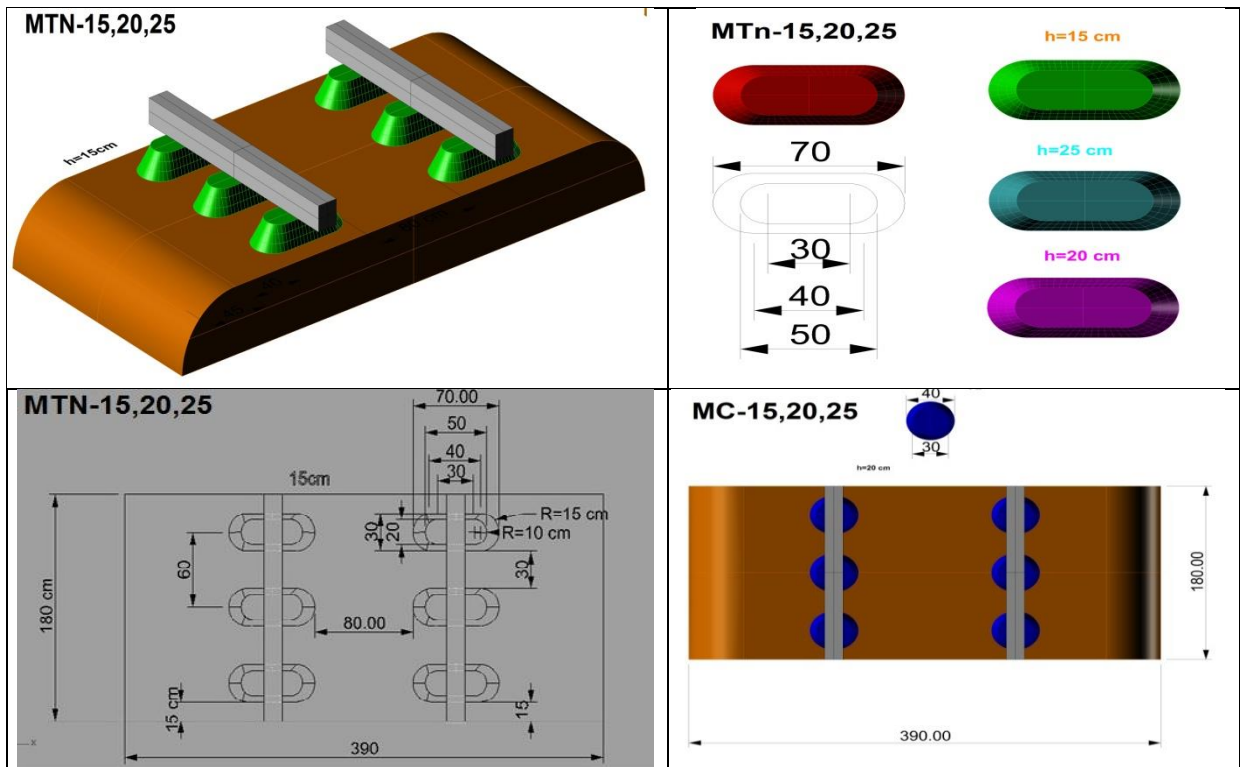 MTN-15,20,25
h=15cm
MTn-15,20,25
h=15 cm
70
h=25 cm
30
h=20 cm
40
50
MTN-15,20,25
70.00
50
40
30
15cm
R=15 cm
30
20
R=10 cm
180 cm
60
30
80.00
15 cm
15
x
390
40
MC-15,20,25
30
h=20 cm
180.00
390.00